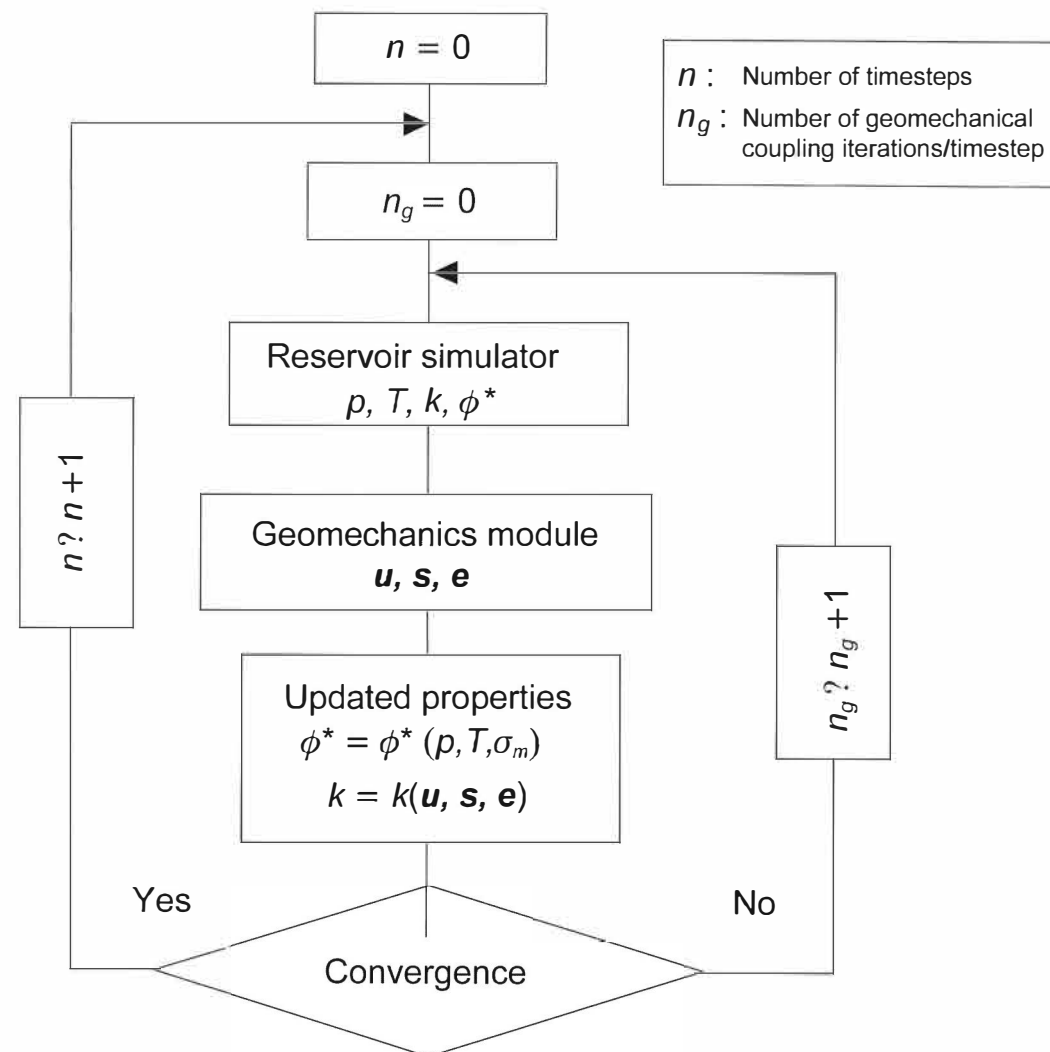 n = 0
n : Number of timesteps
n_g : Number of geomechanical
coupling iterations/timestep
n_g = 0
Reservoir simulator
p, T, k, ϕ*
n ? n +1
Geomechanics module
u, s, e
n_g ? n_g +1
Updated properties
ϕ* = ϕ* (p,T,σ_m)
k = k(u, s, e)
Yes
No
Convergence